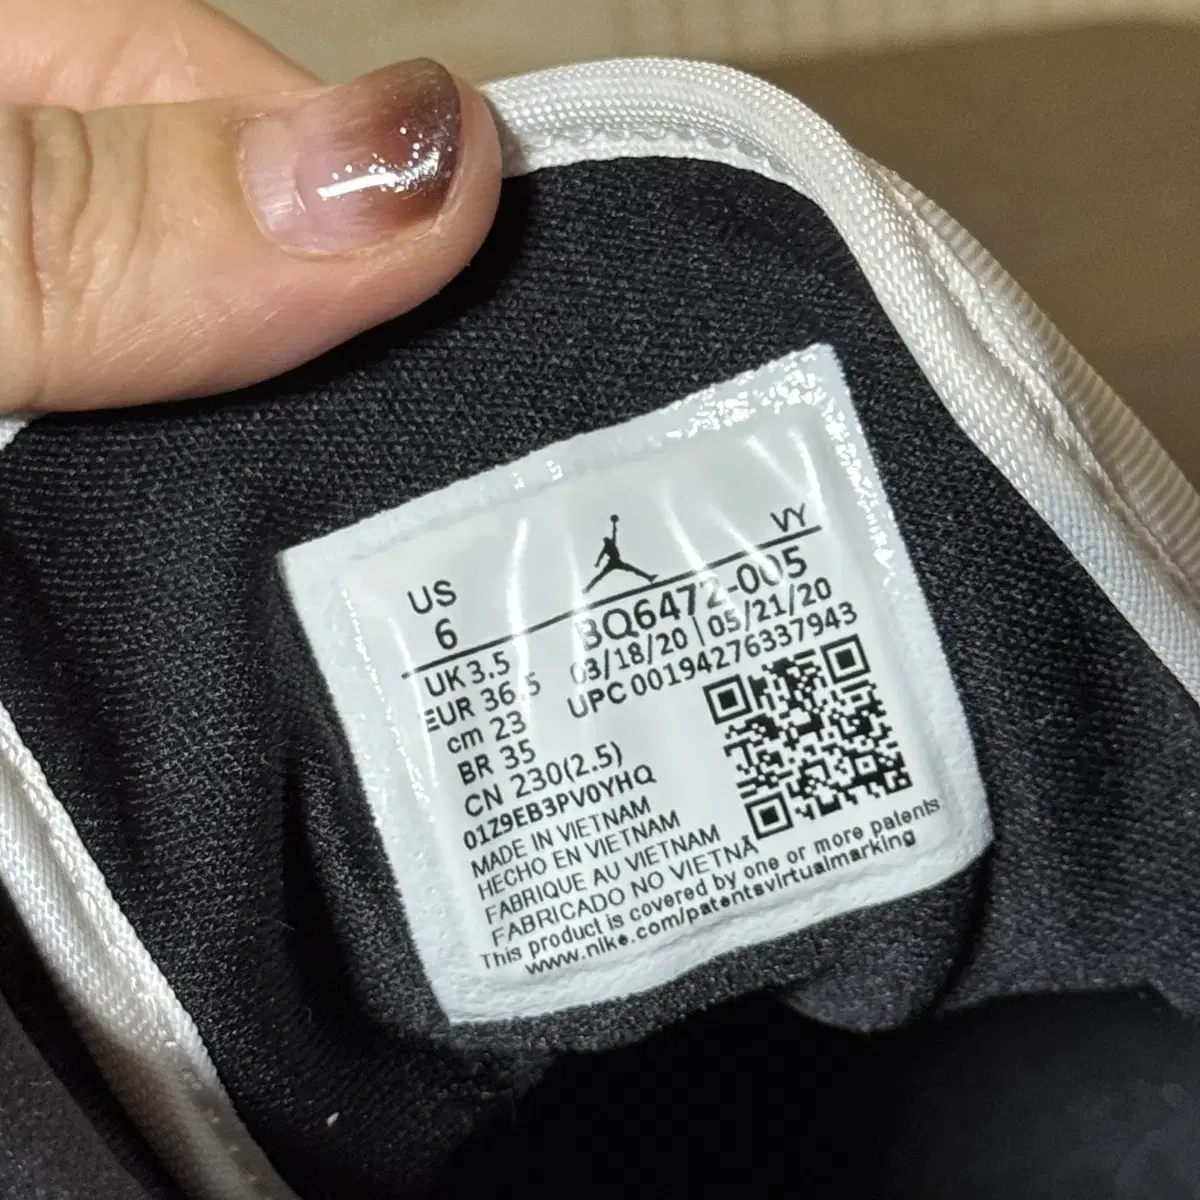 US
6
VY
BQ6472-005
03/18/20 | 05/21/20
UPC 00194276337943
UK 3.5
EUR 36.5
cm 23
BR 35
CN 230(2.5)
01Z9EB3PV0YHQ
MADE IN VIETNAM
HECHO EN VIETNAM
FABRIQUE AU VIETNAM
FABRICADO NO VIETNÃ
This product is covered by one or more patents
www.nike.com/patentsvirtualmarking